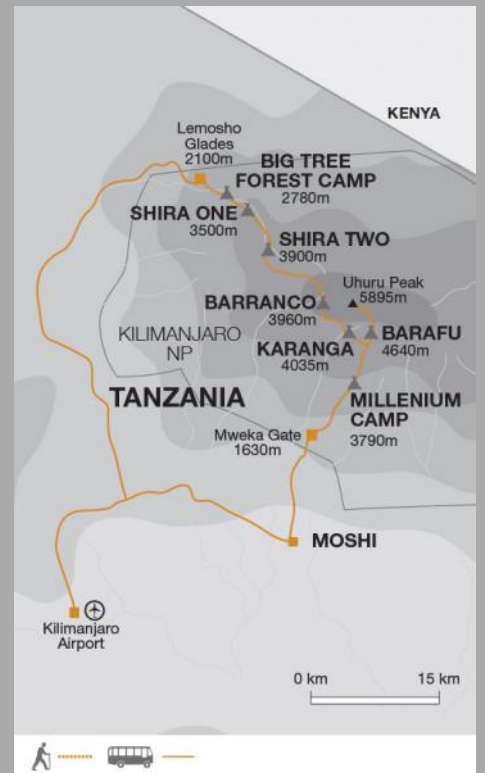 KENYA
Lemosho
Glades
2100m
BIG TREE
FOREST CAMP
2780m
SHIRA ONE
3500m
SHIRA TWO
3900m
Uhuru Peak
5895m
BARRANCO
3960m
KILIMANJARO
NP
KARANGA
4035m
BARAFU
4640m
TANZANIA
MILLENIUM
CAMP
3790m
Mweka Gate
1630m
MOSHI
Kilimanjaro
Airport
0 km 15 km